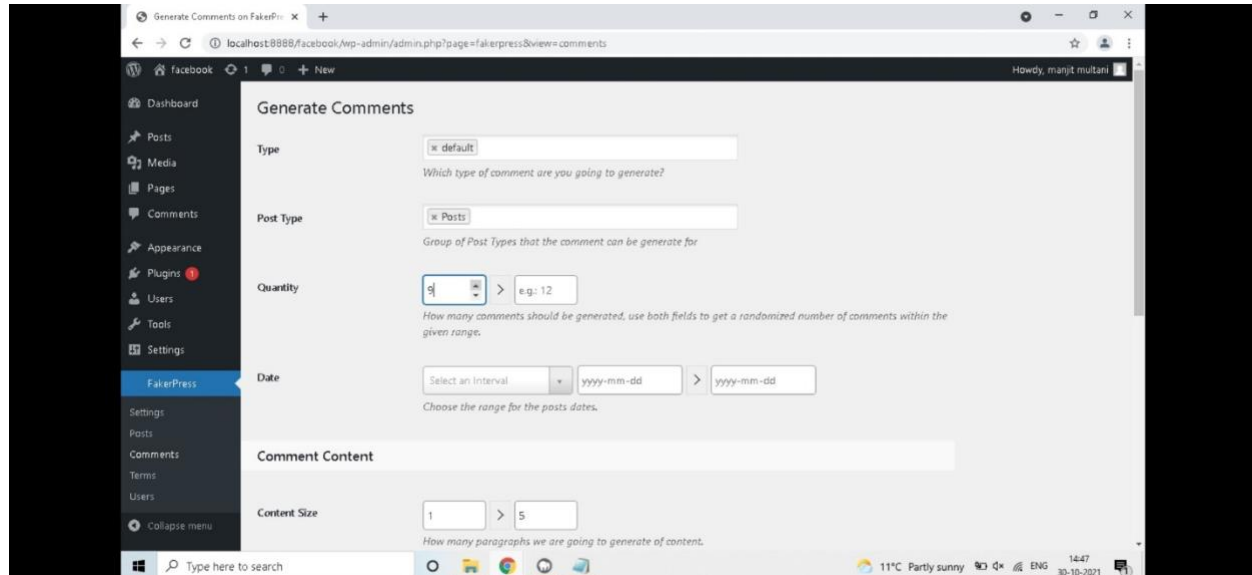 Generate Comments on FakerPr
localhost:8888/facebook/wp-admin/admin.php?page=fakerpress&view=comments
facebook 1 0 + New Howdy, manjit multani
Dashboard
Posts
Media
Pages
Comments
Appearance
Plugins 1
Users
Tools
Settings
FakerPress
Settings
Posts
Comments
Terms
Users
Collapse menu
Generate Comments
Type × default
Which type of comment are you going to generate?
Post Type × Posts
Group of Post Types that the comment can be generate for
Quantity 9 > e.g.: 12
How many comments should be generated, use both fields to get a randomized number of comments within the
given range.
Date Select an Interval yyyy-mm-dd > yyyy-mm-dd
Choose the range for the posts dates.
Comment Content
Content Size 1 > 5
How many paragraphs we are going to generate of content.
Type here to search 11°C Partly sunny ENG 14:47
30-10-2021